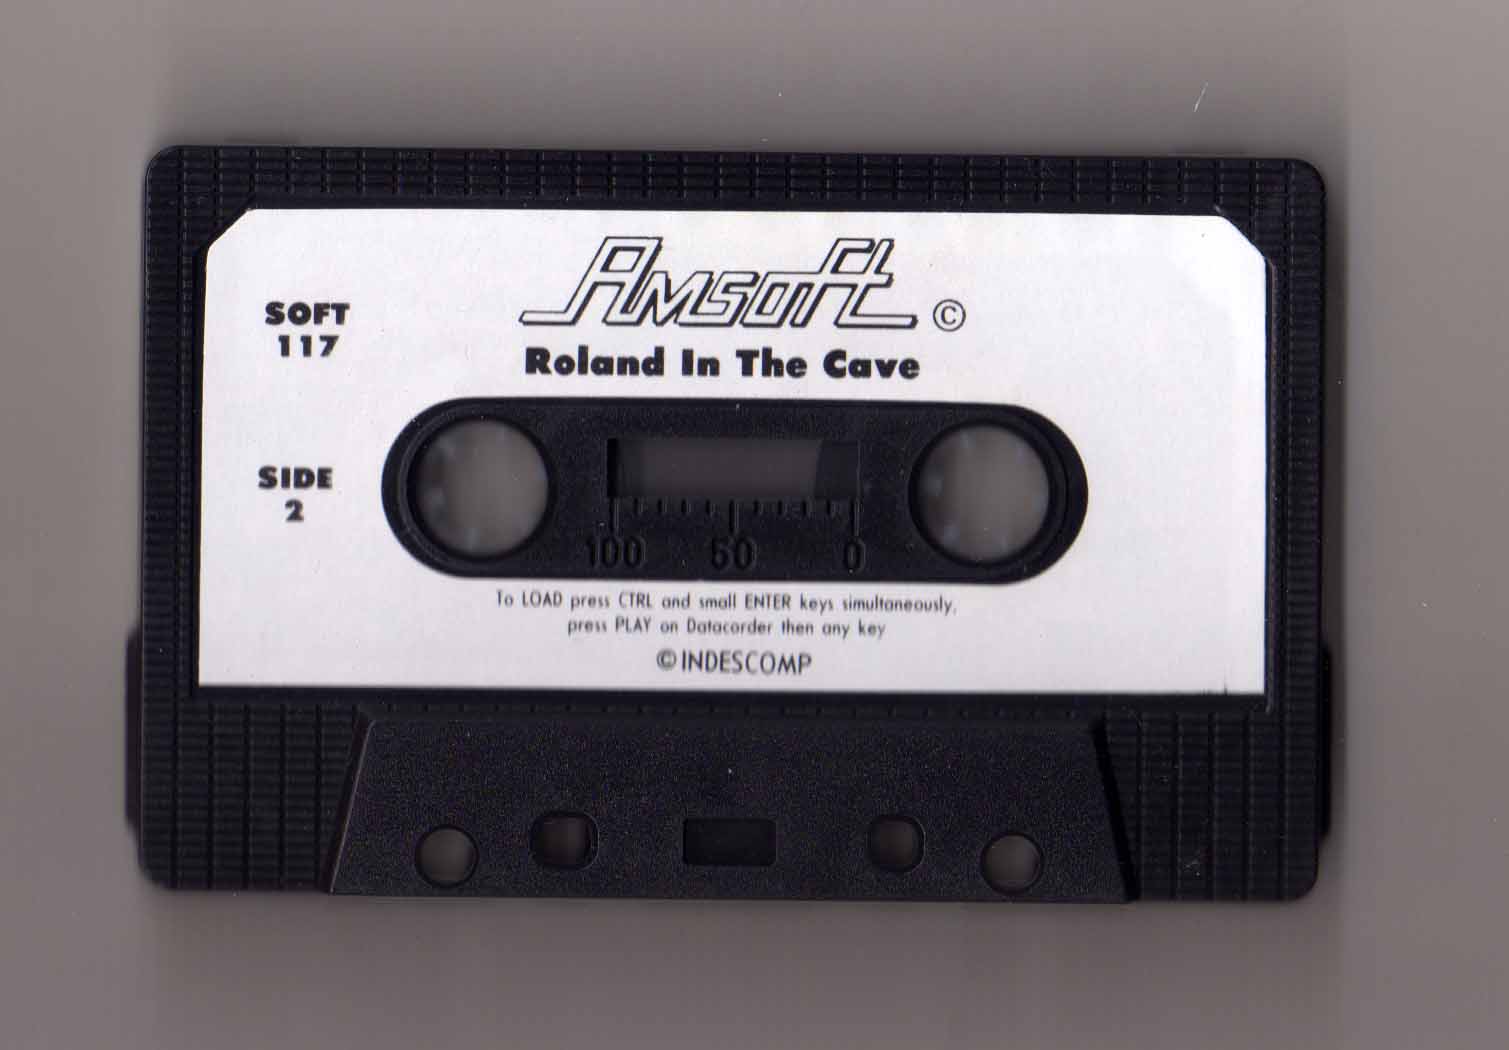 Amsoft ©
SOFT
117
Roland In The Cave
SIDE
2
100 50 0
To LOAD press CTRL and small ENTER keys simultaneously,
press PLAY on Datacorder then any key
© INDESCOMP